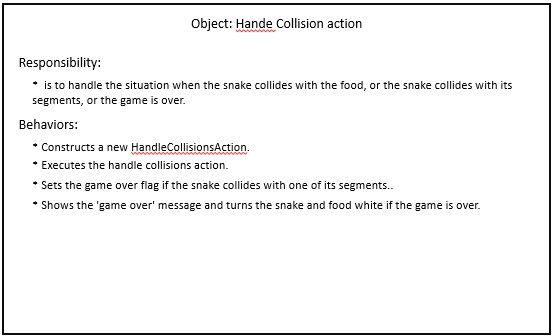 Object: Hande Collision action
Responsibility:
* is to handle the situation when the snake collides with the food, or the snake collides with its
segments, or the game is over.
Behaviors:
* Constructs a new HandleCollisionsAction.
* Executes the handle collisions action.
* Sets the game over flag if the snake collides with one of its segments..
* Shows the 'game over' message and turns the snake and food white if the game is over.